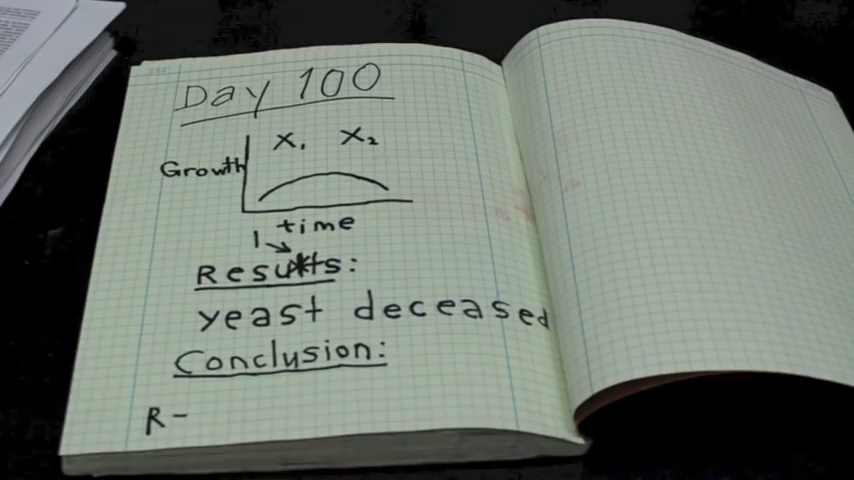 Day 100
X₁ X₂
Growth
time
l
Results:
yeast deceased
Conclusion:
R-